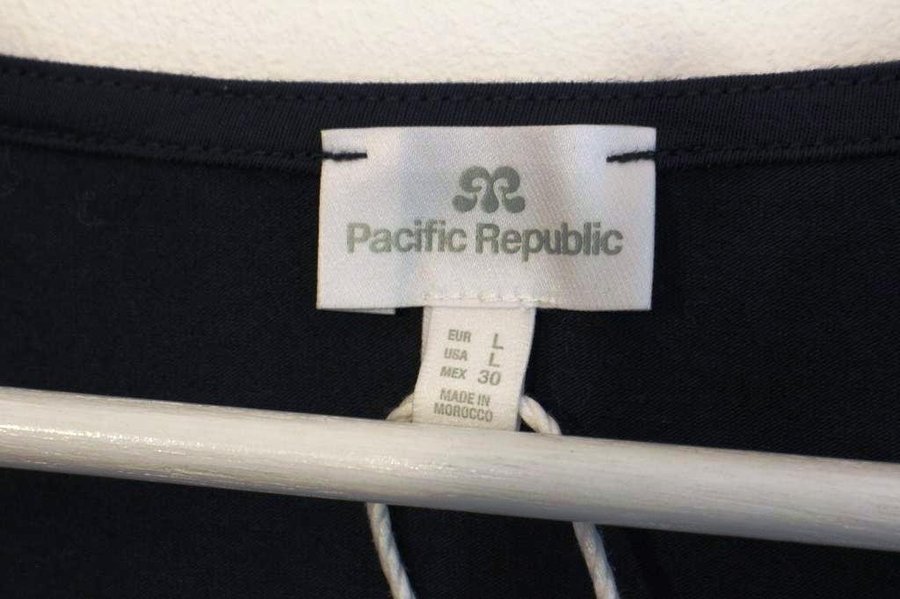 Pacific Republic
EUR L
USA L
MEX 30
MADE IN
MOROCCO